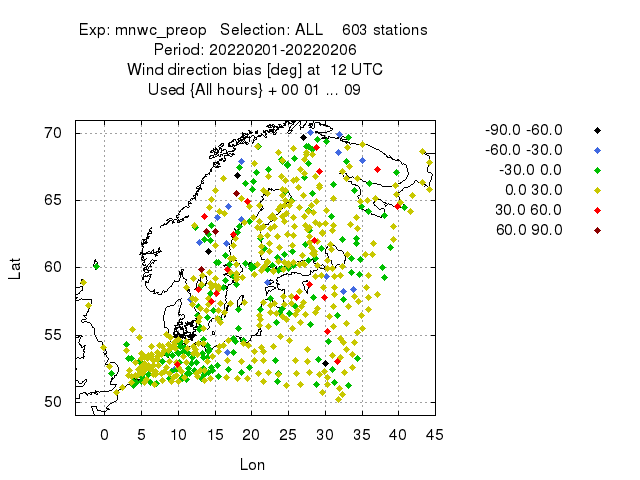 Exp: mnwc_preop   Selection: ALL    603 stations
Period: 20220201-20220206
Wind direction bias [deg] at  12 UTC
Used {All hours} + 00 01 ... 09
-90.0 -60.0
-60.0 -30.0
-30.0 0.0
0.0 30.0
30.0 60.0
60.0 90.0
Lat
70
65
60
55
50
0 5 10 15 20 25 30 35 40 45
Lon